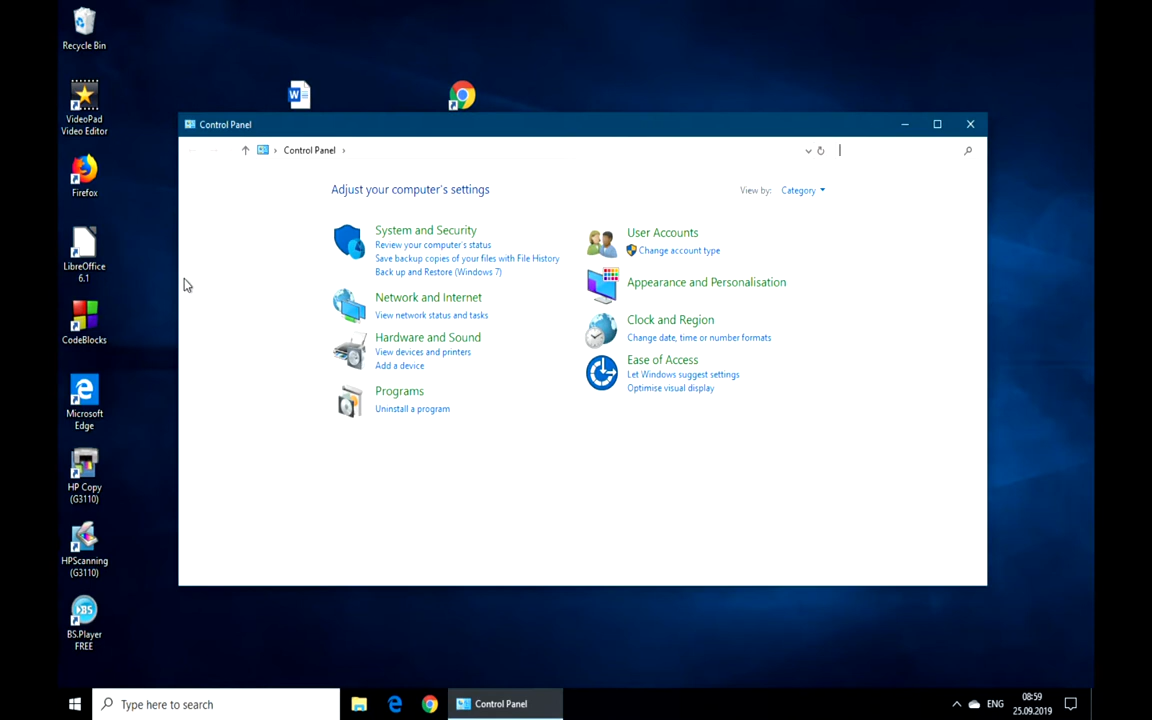 Recycle Bin
VideoPad
Video Editor
Firefox
LibreOffice
6.1
CodeBlocks
Microsoft
Edge
HP Copy
(G3110)
HPScanning
(G3110)
BS.Player
FREE
W
BS
Control Panel
Control Panel
Adjust your computer's settings
View by: Category
System and Security
Review your computer's status
Save backup copies of your files with File History
Back up and Restore (Windows 7)
Network and Internet
View network status and tasks
Hardware and Sound
View devices and printers
Add a device
Programs
Uninstall a program
User Accounts
Change account type
Appearance and Personalisation
Clock and Region
Change date, time or number formats
Ease of Access
Let Windows suggest settings
Optimise visual display
Type here to search
Control Panel
ENG
08:59
25.09.2019